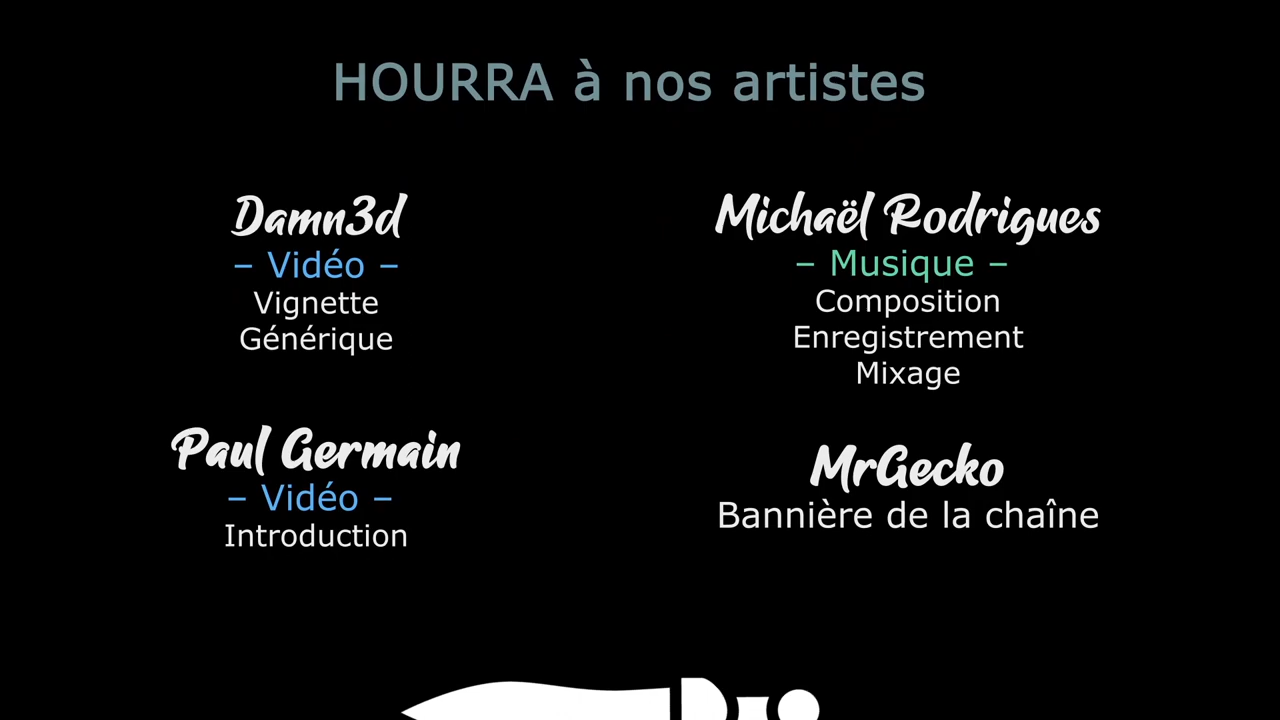 HOURRA à nos artistes
Damn3d
– Vidéo –
Vignette
Générique
Michaël Rodrigues
– Musique –
Composition
Enregistrement
Mixage
Paul Germain
– Vidéo –
Introduction
MrGecko
Bannière de la chaîne